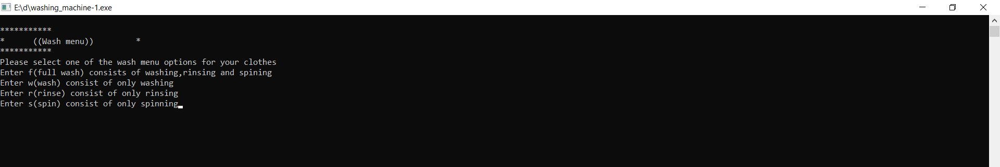 E:\d\washing_machine-1.exe
***********
*      ((Wash menu))         *
***********
Please select one of the wash menu options for your clothes
Enter f(full wash) consists of washing,rinsing and spining
Enter w(wash) consist of only washing
Enter r(rinse) consist of only rinsing
Enter s(spin) consist of only spinning